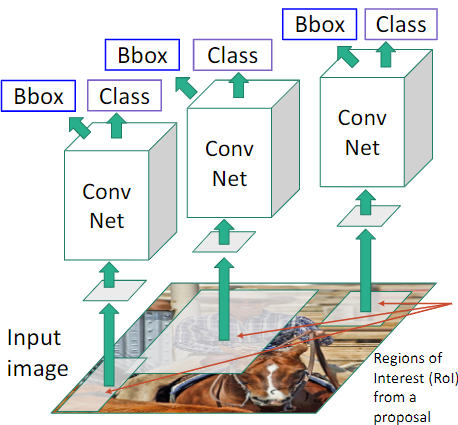 Bbox
Class
Bbox
Class
Bbox
Class
Conv
Net
Conv
Net
Conv
Net
Input
image
Regions of
Interest (RoI)
from a
proposal